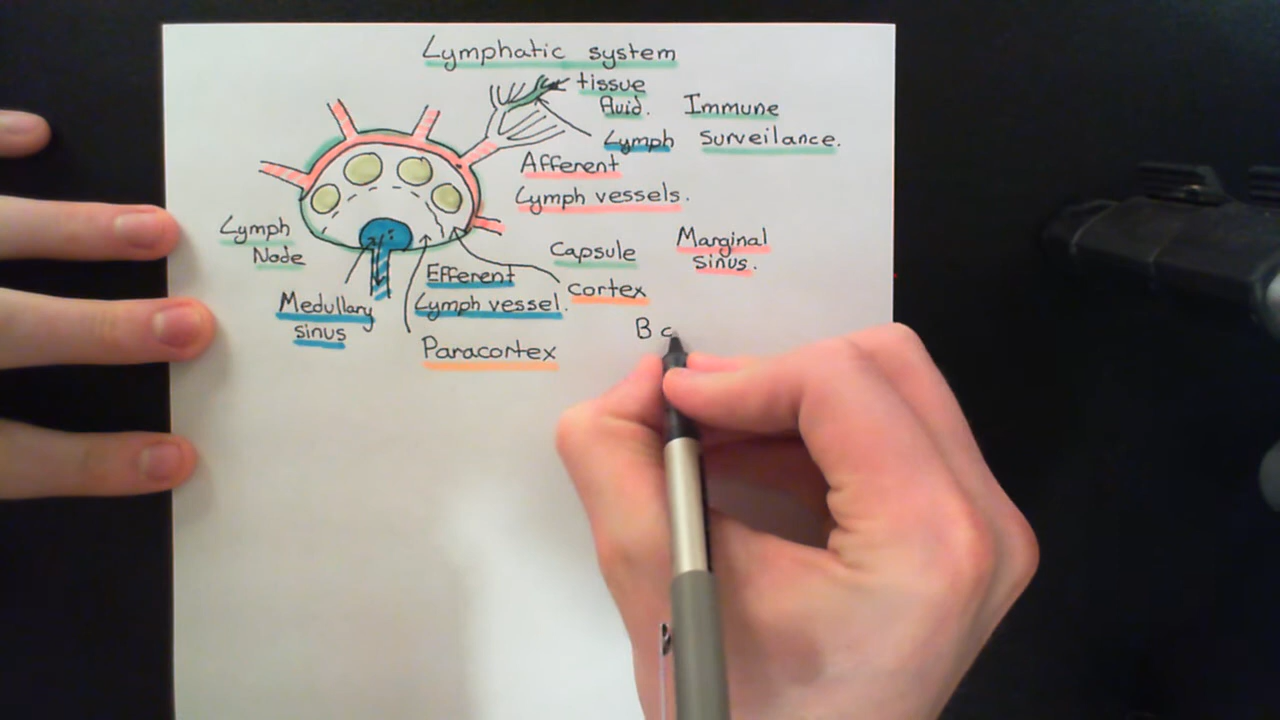 Lymphatic system
tissue
fluid.
Immune
Lymph
Surveilance.
Afferent
Lymph vessels.
Lymph
Node
Capsule
Marginal
sinus.
Efferent
Lymph vessel.
cortex
Medullary
sinus
Paracortex
B c